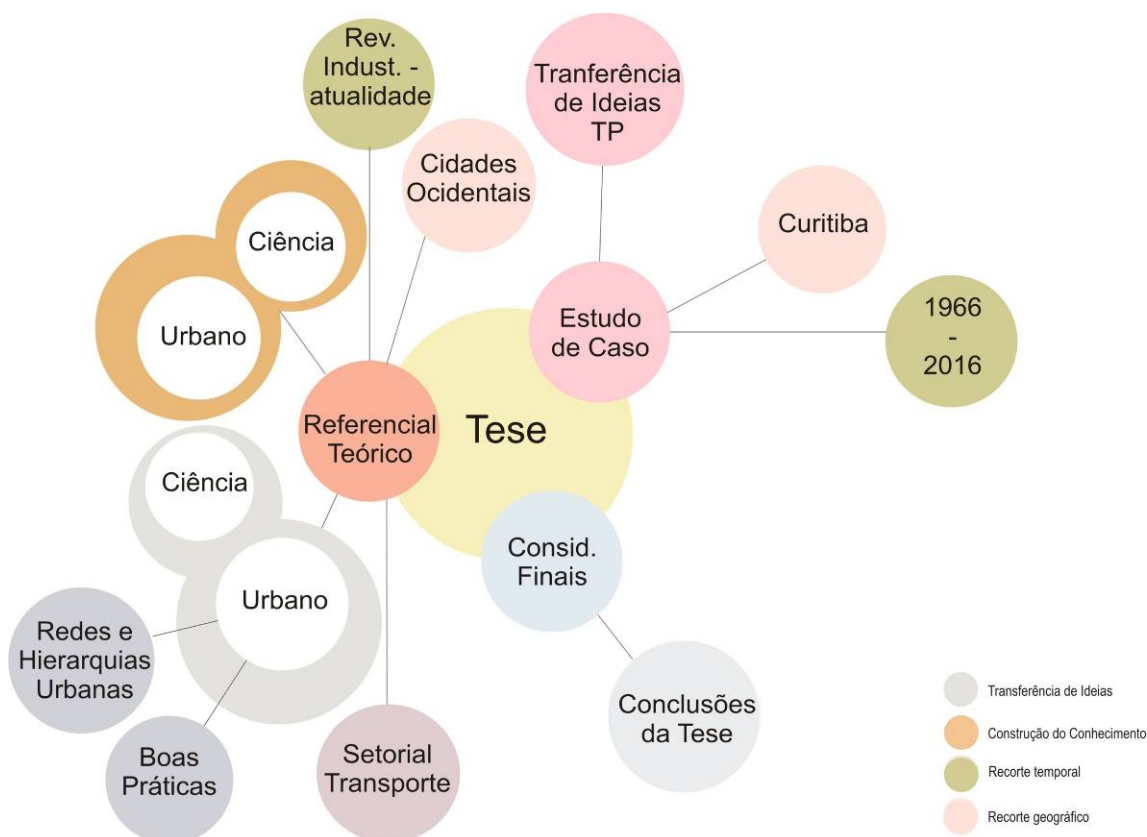 Rev.
Indust. -
atualidade
Tranferência
de Ideias
TP
Cidades
Ocidentais
Ciência
Curitiba
Urbano
Estudo
de Caso
1966
-
2016
Referencial
Teórico
Tese
Ciência
Consid.
Finais
Urbano
Redes e
Hierarquias
Urbanas
Conclusões
da Tese
Boas
Práticas
Setorial
Transporte
Transferência de Ideias
Construção do Conhecimento
Recorte temporal
Recorte geográfico